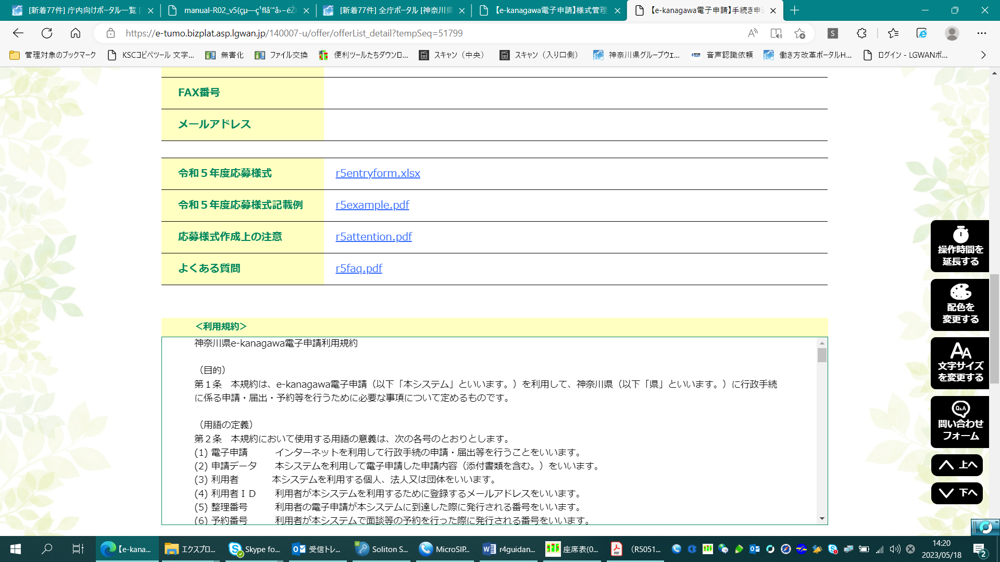 [新着77件] 庁内向けポータル一覧 [
manual-R02_v5(çµ
[新着77件] 全庁ポータル [神奈川県
【e-kanagawa電子申請】様式管理
【e-kanagawa電子申請】手続き申込
https://e-tumo.bizplat.asp.lgwan.jp/140007-u/offer/offerList_detail?tempSeq=51799
管理対象のブックマーク
KSCコピペツール 文字...
無害化
ファイル交換
便利ツールたちダウンロ...
スキャン（中央）
スキャン（入り口側）
神奈川県グループウェ...
音声認識依頼
働き方改革ポータルH...
ログイン - LGWANポ...
FAX番号
メールアドレス
令和５年度応募様式 r5entryform.xlsx
令和５年度応募様式記載例 r5example.pdf
応募様式作成上の注意 r5attention.pdf
よくある質問 r5faq.pdf
＜利用規約＞
神奈川県e-kanagawa電子申請利用規約
（目的）
第１条　本規約は、e-kanagawa電子申請（以下「本システム」といいます。）を利用して、神奈川県（以下「県」といいます。）に行政手続
に係る申請・届出・予約等を行うために必要な事項について定めるものです。
（用語の定義）
第２条　本規約において使用する用語の意義は、次の各号のとおりとします。
(1) 電子申請　　　インターネットを利用して行政手続の申請・届出等を行うことをいいます。
(2) 申請データ　　本システムを利用して電子申請した申請内容（添付書類を含む。）をいいます。
(3) 利用者　　　　本システムを利用する個人、法人又は団体をいいます。
(4) 利用者ＩＤ　　利用者が本システムを利用するために登録するメールアドレスをいいます。
(5) 整理番号　　　利用者の電子申請が本システムに到達した際に発行される番号をいいます。
(6) 予約番号　　　利用者が本システムで面談等の予約を行った際に発行される番号をいいます。
操作時間を
延長する
配色を
変更する
文字サイズ
を変更する
Q&A
問い合わせ
フォーム
上へ
下へ
【e-kana...
エクスプロ...
Skype fo...
受信トレ...
Soliton S...
MicroSIP...
r4guidan...
座席表(0...
（R5051...
14:20
2023/05/18
2